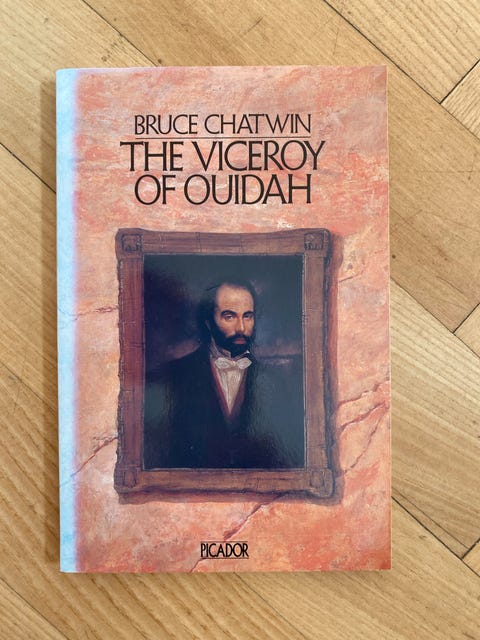 BRUCE CHATWIN
THE VICEROY
OF OUIDAH
PICADOR